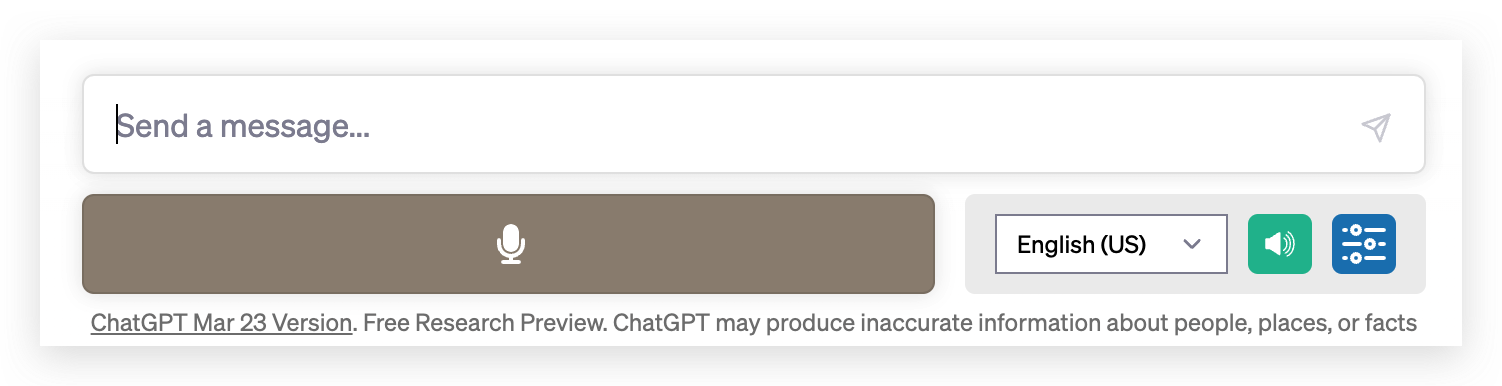 Send a message...
English (US)
ChatGPT Mar 23 Version. Free Research Preview. ChatGPT may produce inaccurate information about people, places, or facts